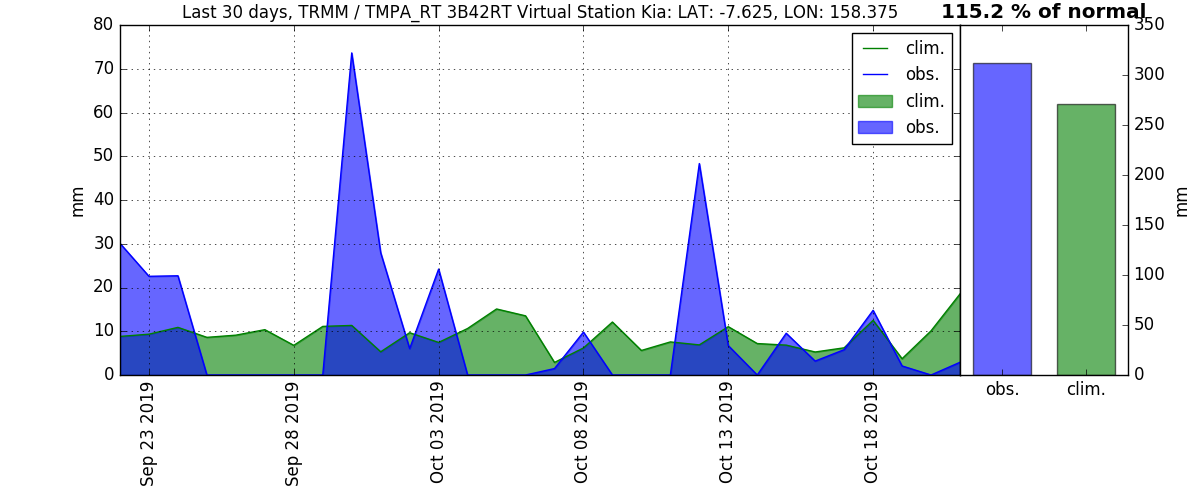 Last 30 days, TRMM / TMPA_RT 3B42RT Virtual Station Kia: LAT: -7.625, LON: 158.375
115.2 % of normal
80
70
60
50
40
30
20
10
0
mm
clim.
obs.
clim.
obs.
Sep 23 2019
Sep 28 2019
Oct 03 2019
Oct 08 2019
Oct 13 2019
Oct 18 2019
350
300
250
200
150
100
50
0
mm
obs.
clim.